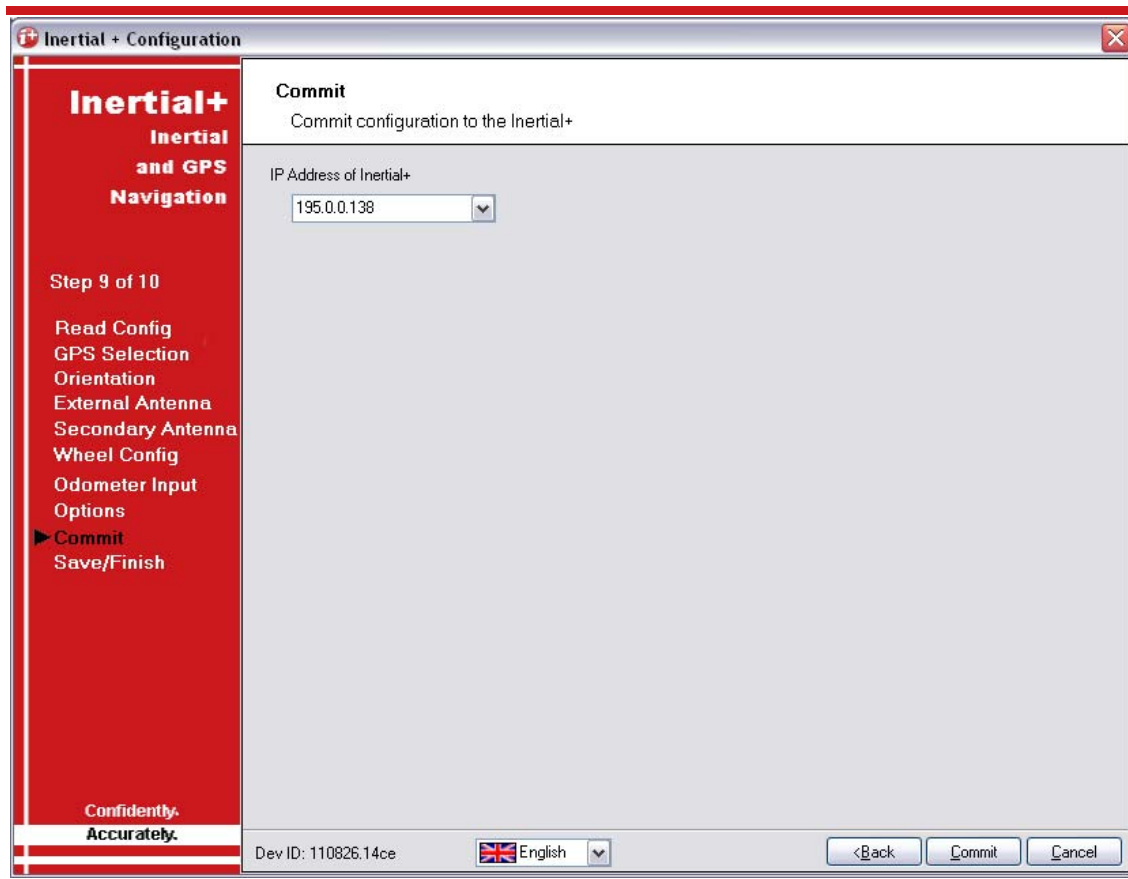 Inertial + Configuration
Inertial+
Inertial
and GPS
Navigation
Step 9 of 10
Read Config
GPS Selection
Orientation
External Antenna
Secondary Antenna
Wheel Config
Odometer Input
Options
Commit
Save/Finish
Confidently.
Accurately.
Commit
Commit configuration to the Inertial+
IP Address of Inertial+
195.0.0.138
Dev ID: 110826.14ce
English
<Back
Commit
Cancel